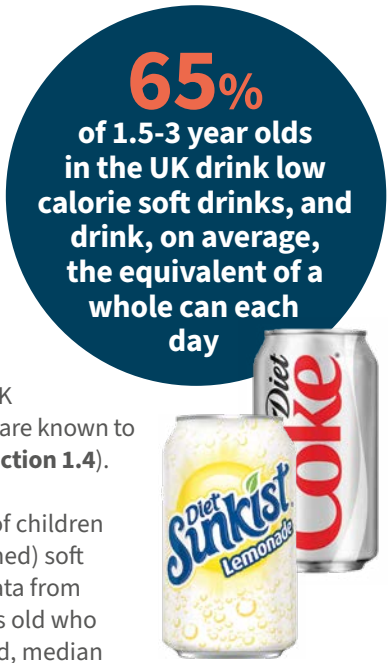 65%
of 1.5-3 year olds
in the UK drink low
calorie soft drinks, and
drink, on average,
the equivalent of a
whole can each
day
K
are known to
ction 1.4).
of children
ned) soft
ata from
s old who
d, median
Diet
Coke
Diet
Sunkist
Lemonade